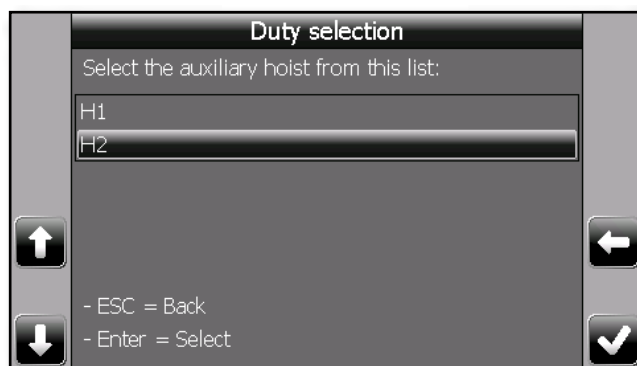 Duty selection
Select the auxiliary hoist from this list:
H1
H2
- ESC = Back
- Enter = Select